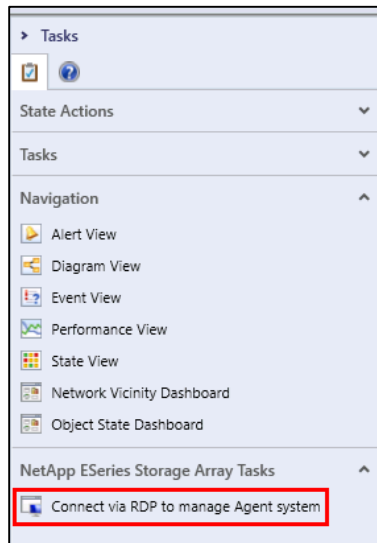 Tasks
State Actions
Tasks
Navigation
Alert View
Diagram View
Event View
Performance View
State View
Network Vicinity Dashboard
Object State Dashboard
NetApp ESeries Storage Array Tasks
Connect via RDP to manage Agent system